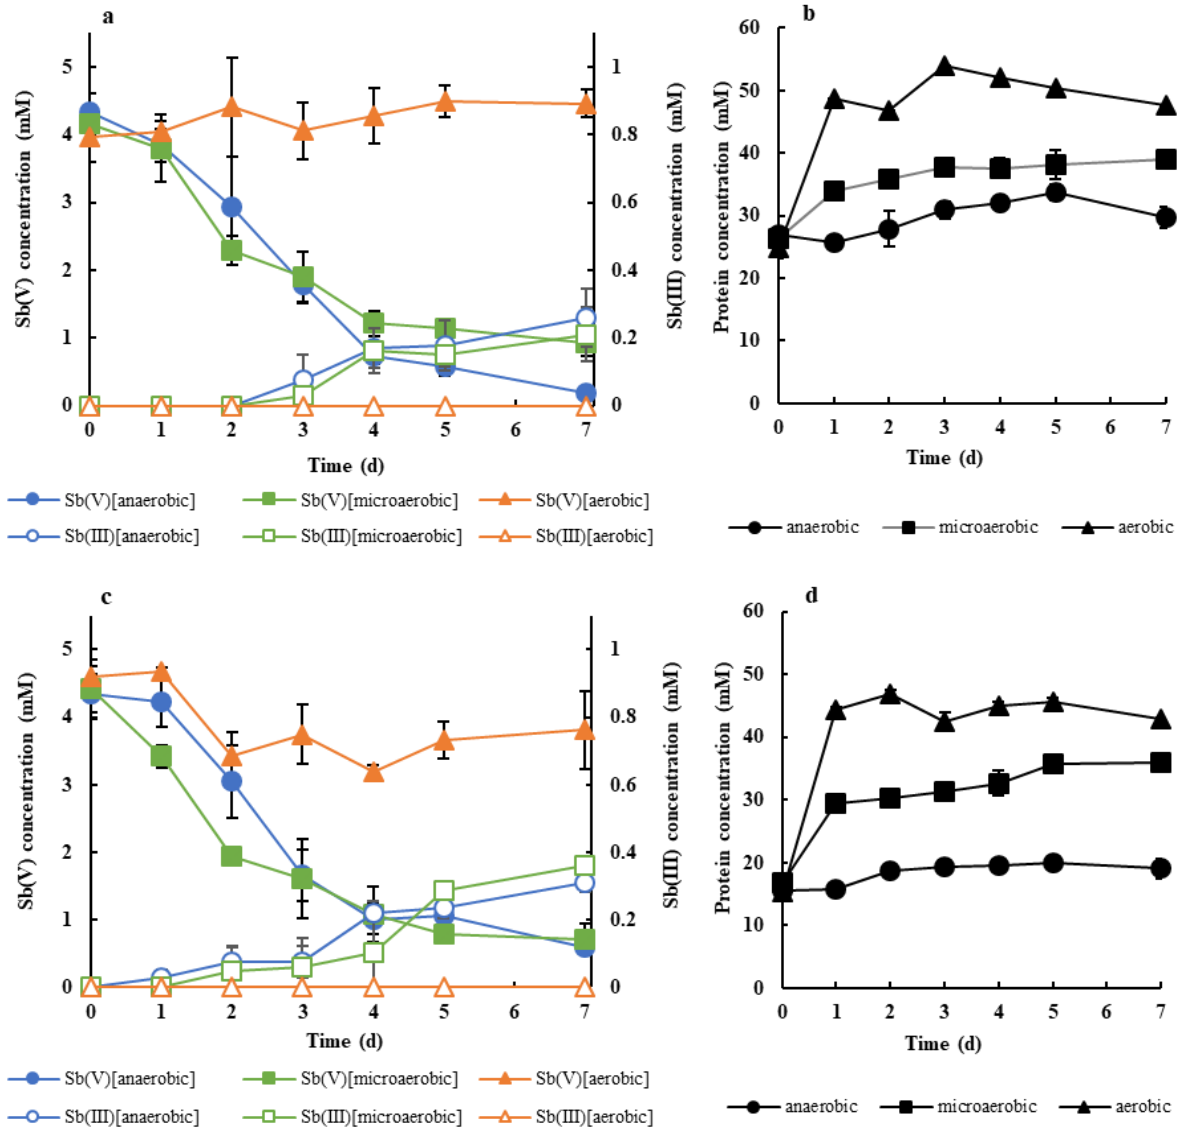 a
Sb(V) concentration (mM)
5
4
3
2
1
0
1
0.8
0.6
0.4
0.2
0
Sb(III) concentration (mM)
0 1 2 3 4 5 6 7
Time (d)
Sb(V)[anaerobic] Sb(V)[microaerobic] Sb(V)[aerobic]
Sb(III)[anaerobic] Sb(III)[microaerobic] Sb(III)[aerobic]
b
Protein concentration (mM)
60
50
40
30
20
10
0
0 1 2 3 4 5 6 7
Time (d)
anaerobic microaerobic aerobic
c
Sb(V) concentration (mM)
5
4
3
2
1
0
1
0.8
0.6
0.4
0.2
0
Sb(III) concentration (mM)
0 1 2 3 4 5 6 7
Time (d)
Sb(V)[anaerobic] Sb(V)[microaerobic] Sb(V)[aerobic]
Sb(III)[anaerobic] Sb(III)[microaerobic] Sb(III)[aerobic]
d
Protein concentration (mM)
60
50
40
30
20
10
0
0 1 2 3 4 5 6 7
Time (d)
anaerobic microaerobic aerobic